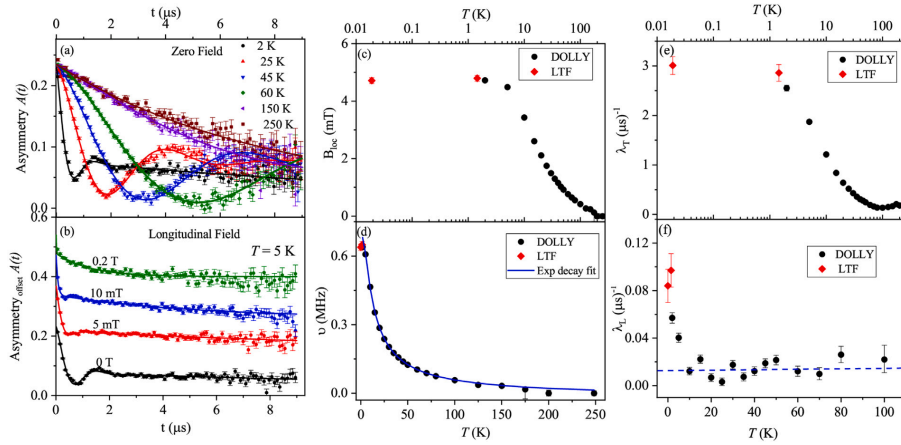 t (μs)
0 2 4 6 8
(a)
Zero Field
2 K
25 K
45 K
60 K
150 K
250 K
Asymmetry A(t)
0.2
0.1
0.0
0.6
(b)
Longitudinal Field
T = 5 K
0.2 T
10 mT
5 mT
0 T
Asymmetry offset A(t)
0.4
0.2
0.0
0 2 4 6 8
t (μs)
T (K)
0.01 0.1 1 10 100
(c)
DOLLY
LTF
B loc (mT)
6
4
2
0
(d)
DOLLY
LTF
Exp decay fit
υ (MHz)
0.6
0.3
0.0
0 25 50 75 100 125 150 175 200 225 250
T (K)
T (K)
0.01 0.1 1 10 100
(e)
DOLLY
LTF
λT (μs)-1
3
2
1
0
(f)
DOLLY
LTF
λL (μs)-1
0.12
0.08
0.04
0.00
0 20 40 60 80 100
T (K)